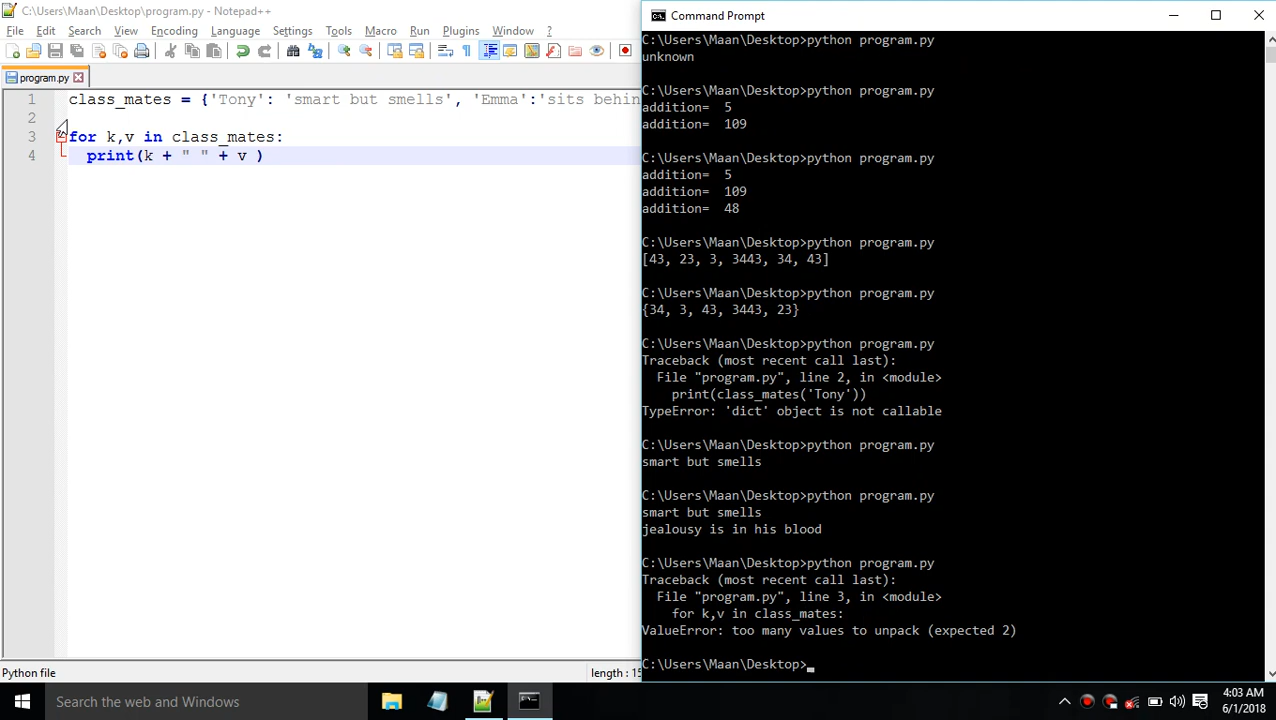 C:\Users\Maan\Desktop\program.py - Notepad++
File Edit Search View Encoding Language Settings Tools Macro Run Plugins Window ?
program.py
1 class_mates = {'Tony': 'smart but smells', 'Emma':'sits behin
2
3 for k,v in class_mates:
4 print(k + " " + v )
Python file
length : 15
Command Prompt
C:\Users\Maan\Desktop>python program.py
unknown
C:\Users\Maan\Desktop>python program.py
addition= 5
addition= 109
C:\Users\Maan\Desktop>python program.py
addition= 5
addition= 109
addition= 48
C:\Users\Maan\Desktop>python program.py
[43, 23, 3, 3443, 34, 43]
C:\Users\Maan\Desktop>python program.py
{34, 3, 43, 3443, 23}
C:\Users\Maan\Desktop>python program.py
Traceback (most recent call last):
File "program.py", line 2, in <module>
print(class_mates('Tony'))
TypeError: 'dict' object is not callable
C:\Users\Maan\Desktop>python program.py
smart but smells
C:\Users\Maan\Desktop>python program.py
smart but smells
jealousy is in his blood
C:\Users\Maan\Desktop>python program.py
Traceback (most recent call last):
File "program.py", line 3, in <module>
for k,v in class_mates:
ValueError: too many values to unpack (expected 2)
C:\Users\Maan\Desktop>
Search the web and Windows
4:03 AM
6/1/2018